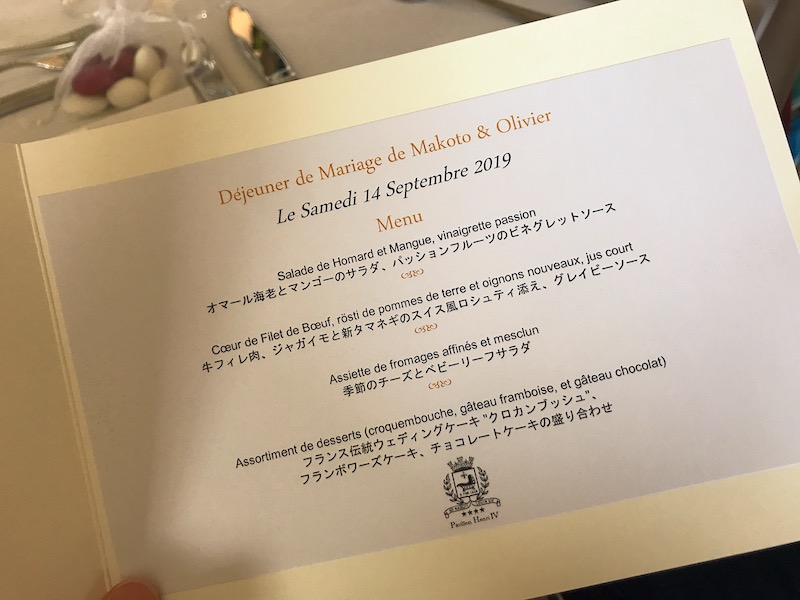 Déjeuner de Mariage de Makoto & Olivier
Le Samedi 14 Septembre 2019
Menu
Salade de Homard et Mangue, vinaigrette passion
オマール海老とマンゴーのサラダ、パッションフルーツのビネグレットソース
Cœur de Filet de Bœuf, rösti de pommes de terre et oignons nouveaux, jus court
牛フィレ肉、ジャガイモと新タマネギのスイス風ロシュティ添え、グレイビーソース
Assiette de fromages affinés et mesclun
季節のチーズとベビーリーフサラダ
Assortiment de desserts (croquembouche, gâteau framboise, et gâteau chocolat)
フランス伝統ウェディングケーキ"クロカンブッシュ"、
フランボワーズケーキ、チョコレートケーキの盛り合わせ
Pavillon Henri IV